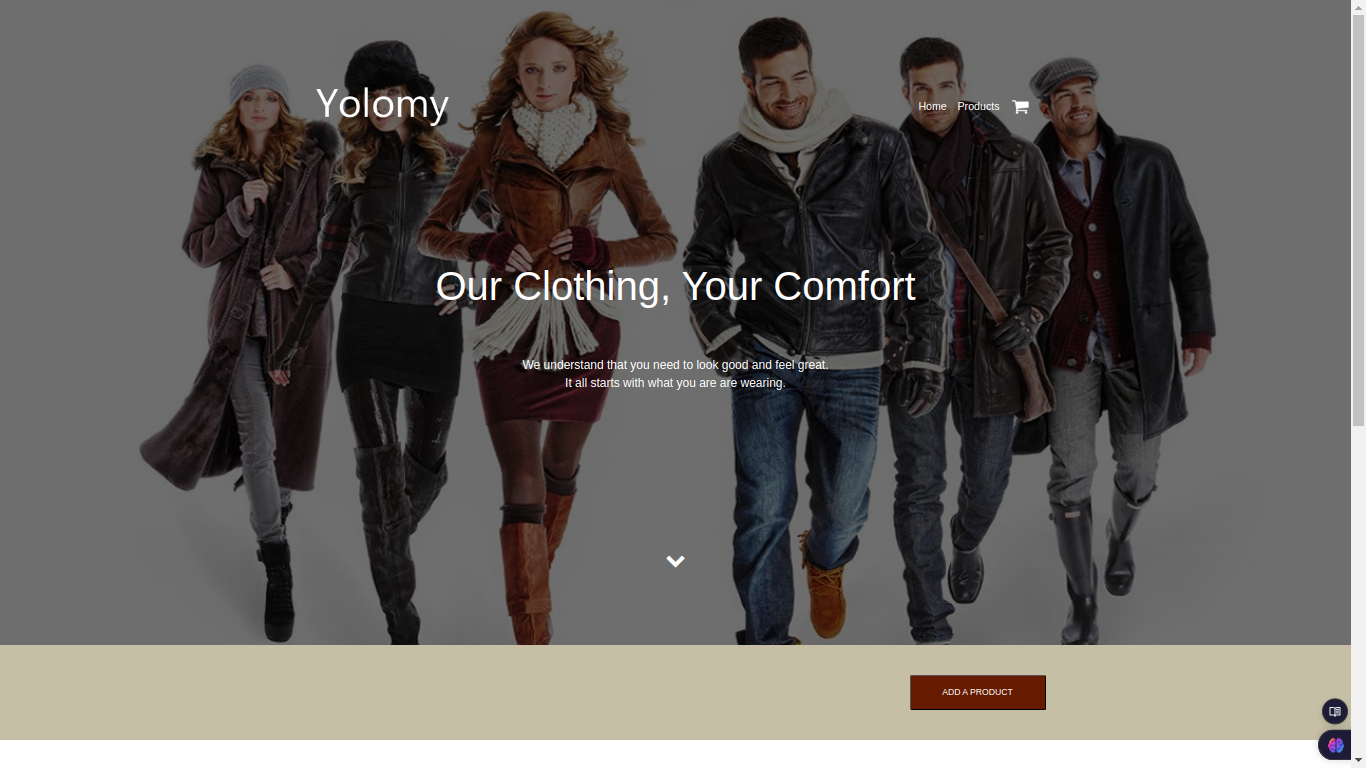 Yolomy
Home Products
Our Clothing, Your Comfort
We understand that you need to look good and feel great.
It all starts with what you are are wearing.
ADD A PRODUCT